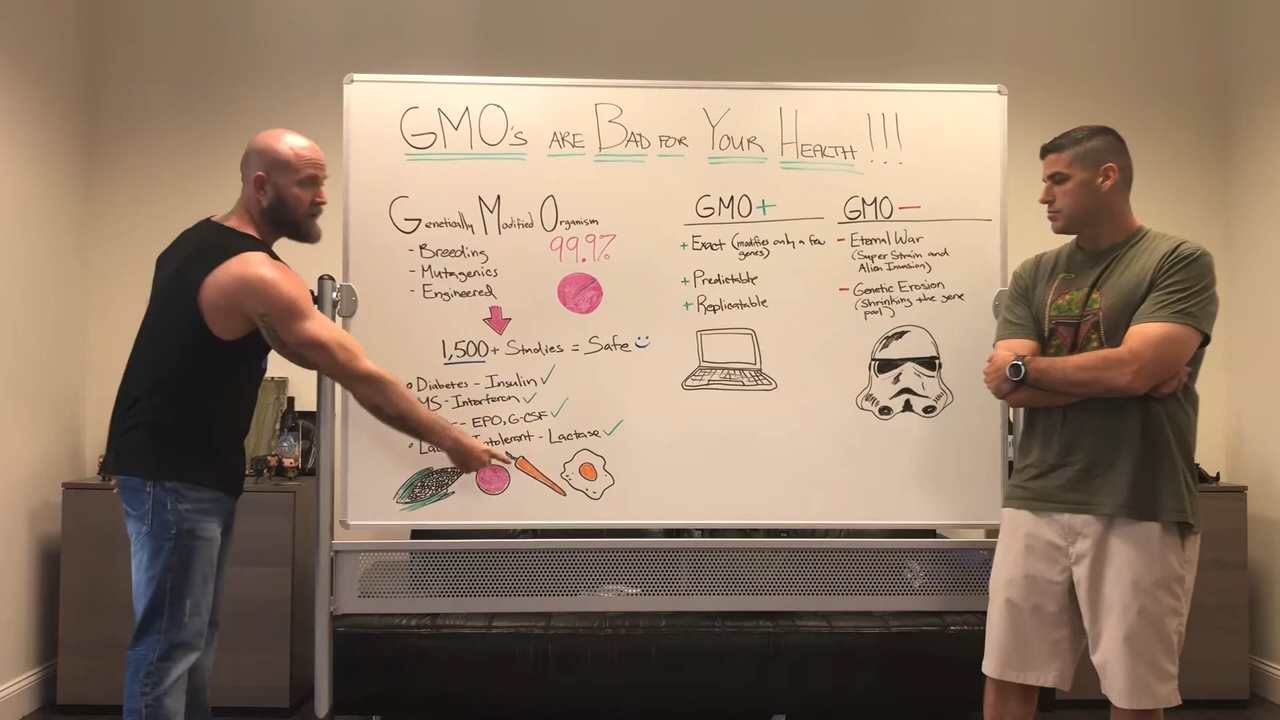 GMO's ARE BAD FOR YOUR HEALTH!!!
Genetically Modified Organism
- Breeding
- Mutagenics
- Engineered
99.9%
1,500+ Studies = Safe
• Diabetes - Insulin ✓
MS - Interferon ✓
- EPO, G-CSF ✓
• Intolerant - Lactase ✓
GMO+
+ Exact (modifies only a few
genes)
+ Predictable
+ Replicatable
GMO-
- Eternal War
(Super Strain and
Alien Invasion)
- Genetic Erosion
(Shrinking the gene
pool)